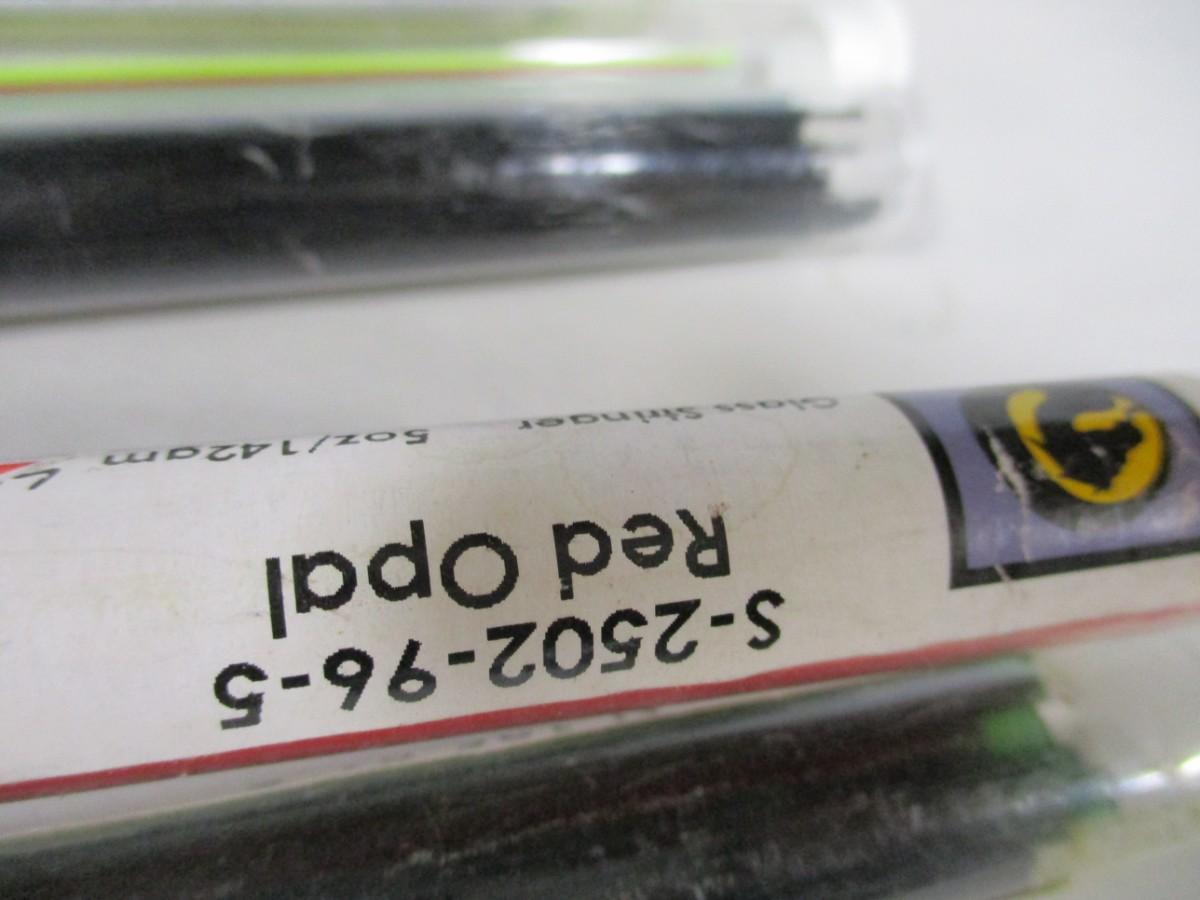 S-2502-96-5
Red Opal
Glass Stringer 5oz/142gm